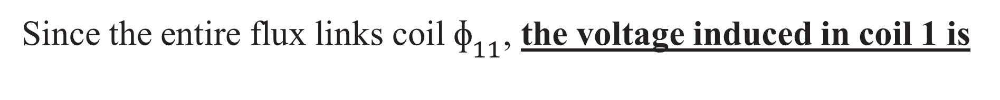 Since the entire flux links coil ϕ₁₁, the voltage induced in coil 1 is